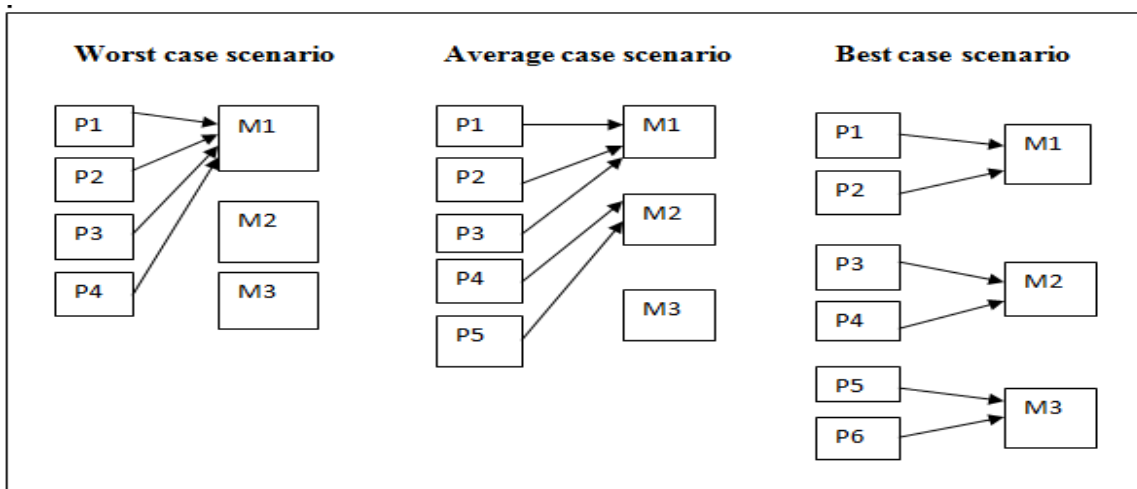 Worst case scenario
P1
M1
P2
P3
M2
P4
M3
Average case scenario
P1
M1
P2
P3
M2
P4
M3
P5
Best case scenario
P1
M1
P2
P3
M2
P4
P5
M3
P6